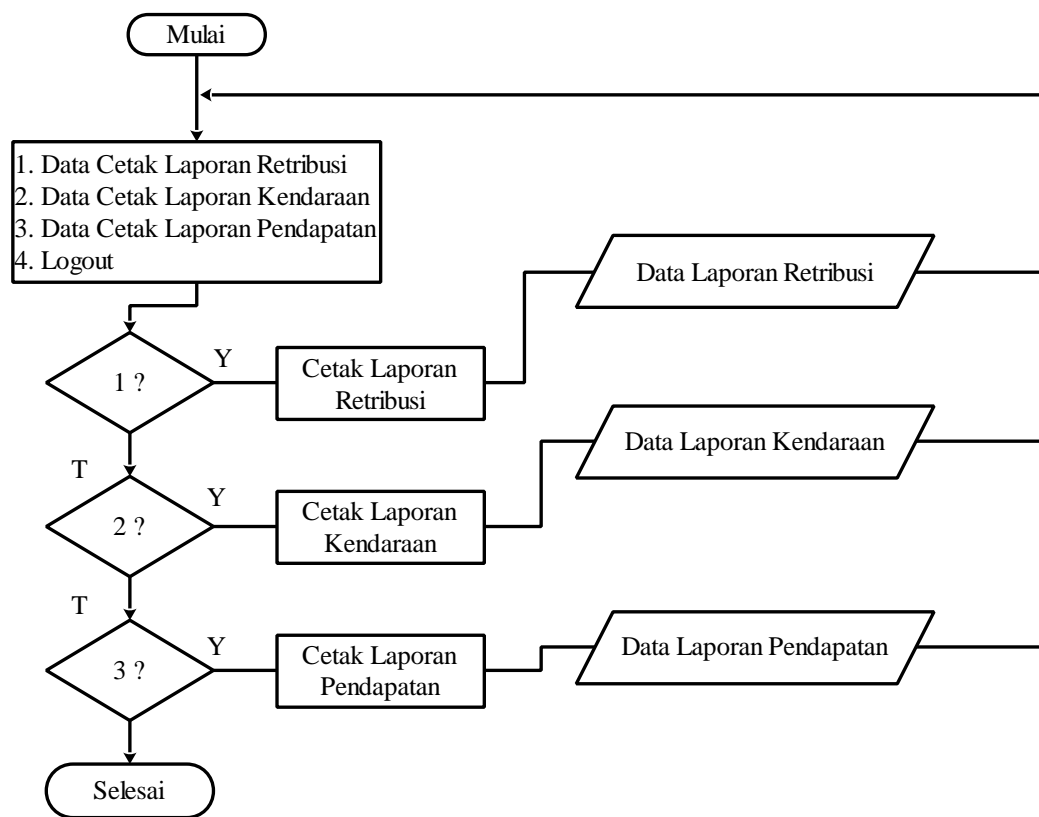 Mulai
1. Data Cetak Laporan Retribusi
2. Data Cetak Laporan Kendaraan
3. Data Cetak Laporan Pendapatan
4. Logout
Data Laporan Retribusi
1 ?
Y
Cetak Laporan
Retribusi
T
Data Laporan Kendaraan
2 ?
Y
Cetak Laporan
Kendaraan
T
Data Laporan Pendapatan
3 ?
Y
Cetak Laporan
Pendapatan
Selesai